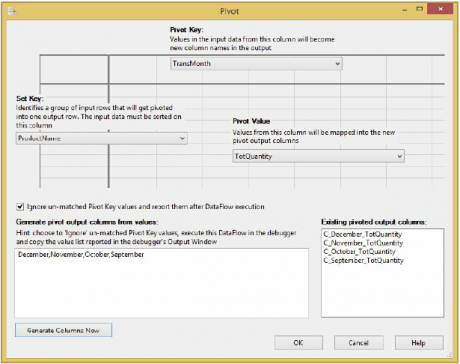 Pivot
Pivot Key:
Values in the input data from this column will become
new column names in the output
TransMonth
Set Key:
Identifies a group of input rows that will get pivoted
into one output row. The input data must be sorted on
this column
ProductName
Pivot Value
Values from this column will be mapped into the new
pivot output columns
TotQuantity
Ignore un-matched Pivot Key values and report them after DataFlow execution
Generate pivot output columns from values:
Hint: choose to 'Ignore' un-matched Pivot Key values, execute this DataFlow in the debugger
and copy the value list reported in the debugger's Output Window
December,November,October,September
Existing pivoted output columns:
C_December_TotQuantity
C_November_TotQuantity
C_October_TotQuantity
C_September_TotQuantity
Generate Columns Now
OK
Cancel
Help